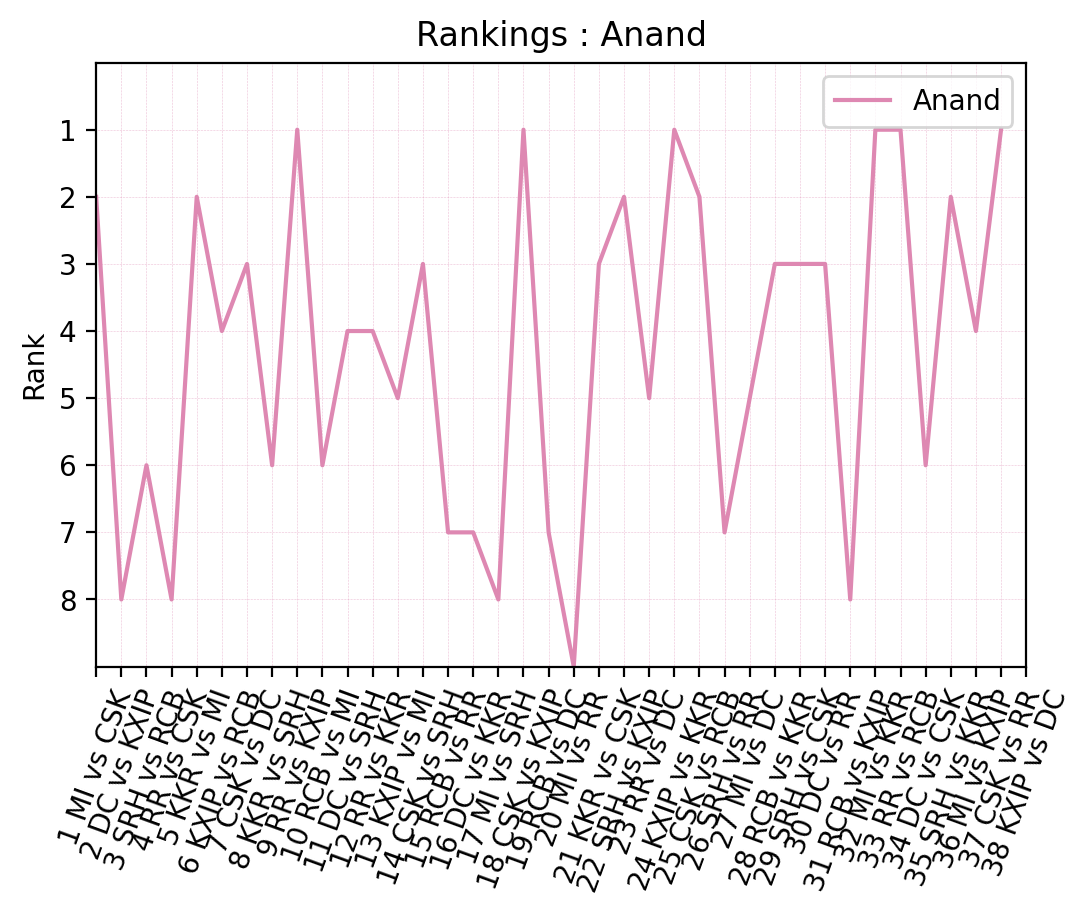 Rankings : Anand
Anand
Rank
1
2
3
4
5
6
7
8
1 MI vs CSK
2 DC vs KXIP
3 SRH vs RCB
4 RR vs CSK
5 KKR vs MI
6 KXIP vs RCB
7 CSK vs DC
8 KKR vs SRH
9 RR vs KXIP
10 RCB vs MI
11 DC vs SRH
12 RR vs KKR
13 KXIP vs MI
14 CSK vs SRH
15 RCB vs RR
16 DC vs KKR
17 MI vs SRH
18 CSK vs KXIP
19 RCB vs DC
20 MI vs RR
21 KKR vs CSK
22 SRH vs KXIP
23 RR vs DC
24 KXIP vs KKR
25 CSK vs RCB
26 SRH vs RR
27 MI vs DC
28 RCB vs KKR
29 SRH vs CSK
30 DC vs RR
31 RCB vs KXIP
32 MI vs KKR
33 RR vs RCB
34 DC vs CSK
35 SRH vs KKR
36 MI vs KXIP
37 CSK vs RR
38 KXIP vs DC